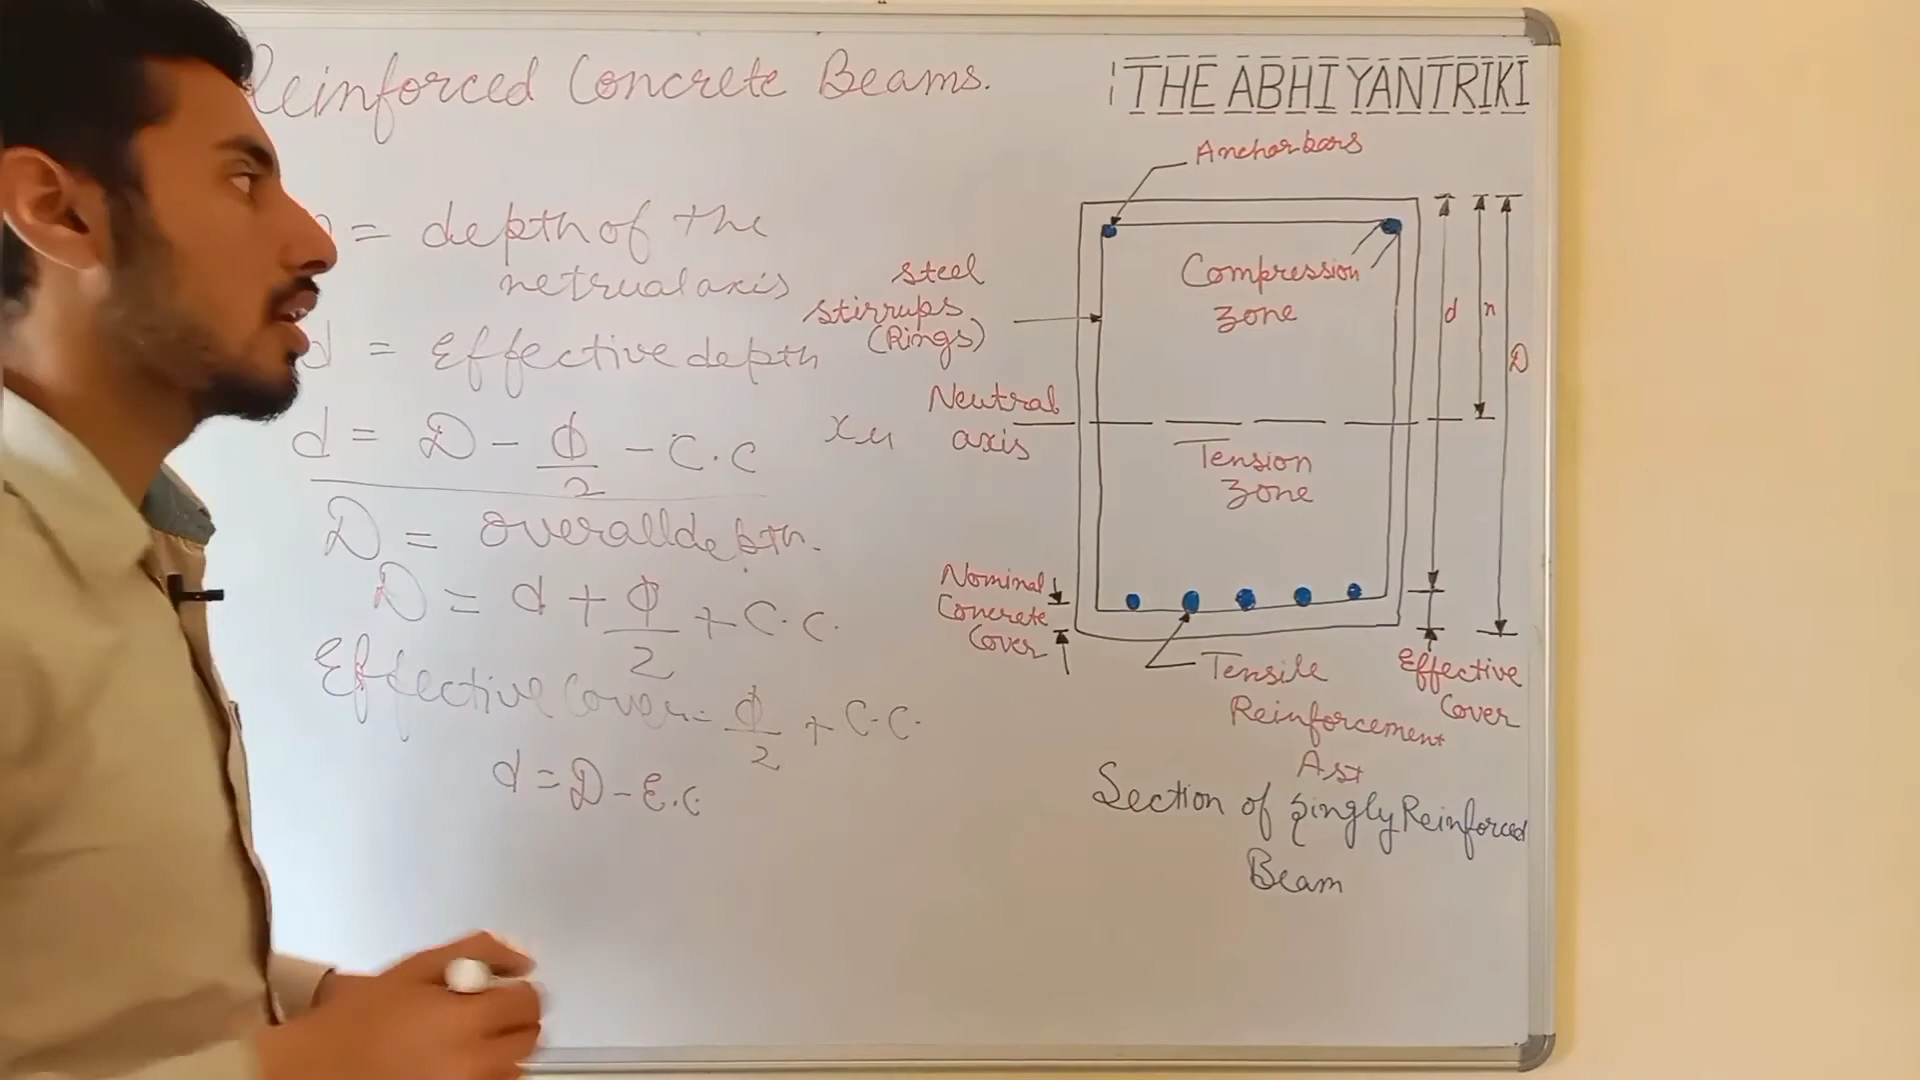 Reinforced Concrete Beams.
THE ABHIYANTRIKI
n = depth of the
netrual axis
d = Effective depth
d = D - ϕ/2 - C.C
xu
D = overall depth.
D = d + ϕ/2 + C.C.
Effective Cover = ϕ/2 + C.C.
d = D - E.C
Anchor bars
Steel
stirrups
(Rings)
Compression
zone
d
n
D
Neutral
axis
Tension
zone
Nominal
Concrete
Cover
Tensile
Reinforcement
Ast
Effective
Cover
Section of Singly Reinforced
Beam